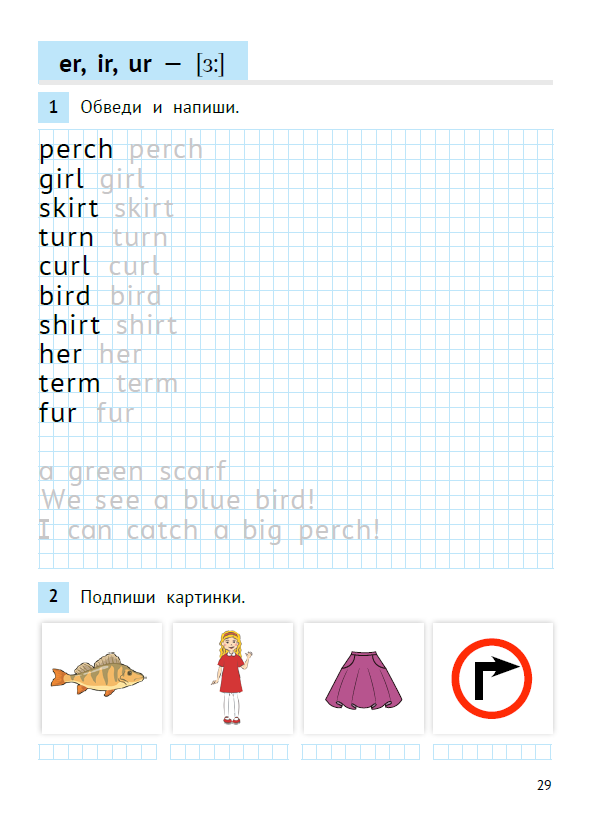 er, ir, ur – [ɜ:]
1 Обведи и напиши.
perch perch
girl girl
skirt skirt
turn turn
curl curl
bird bird
shirt shirt
her her
term term
fur fur
a green scarf
We see a blue bird!
I can catch a big perch!
2 Подпиши картинки.
29